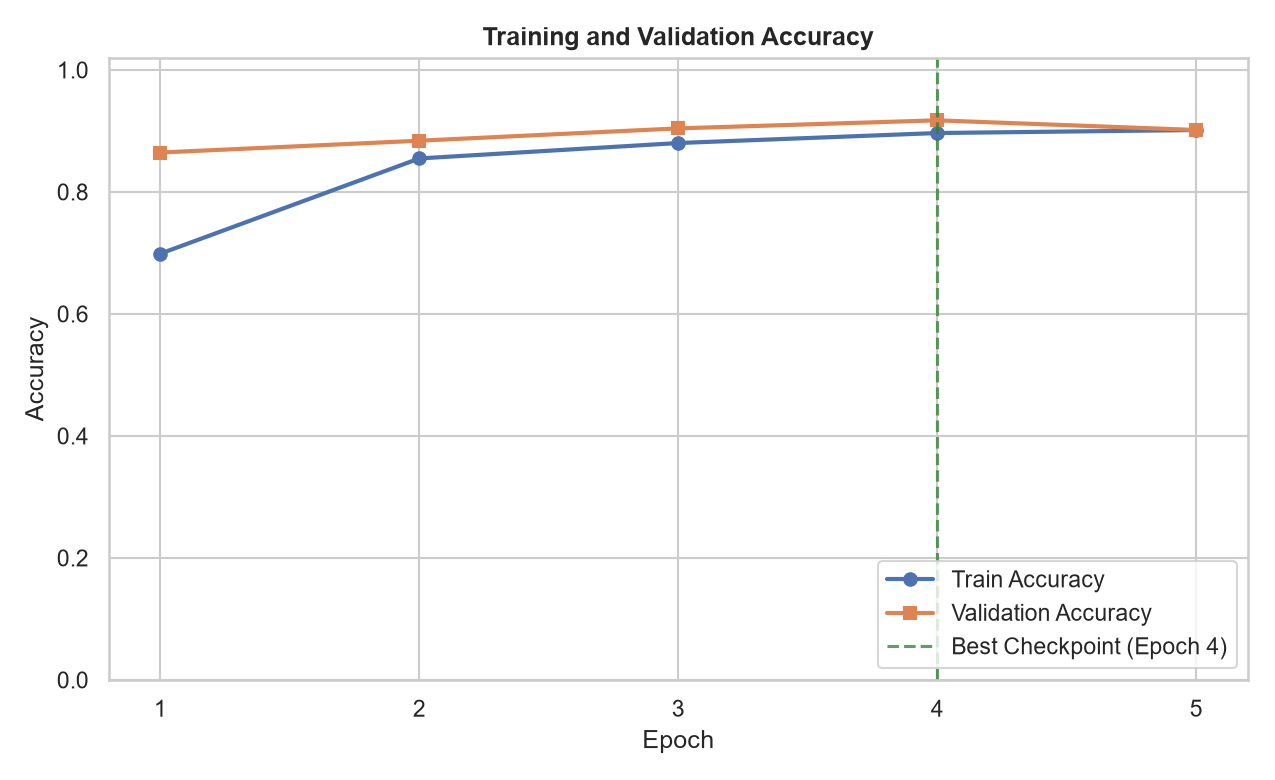 Training and Validation Accuracy
Accuracy
1.0
0.8
0.6
0.4
0.2
0.0
Train Accuracy
Validation Accuracy
Best Checkpoint (Epoch 4)
1 2 3 4 5
Epoch